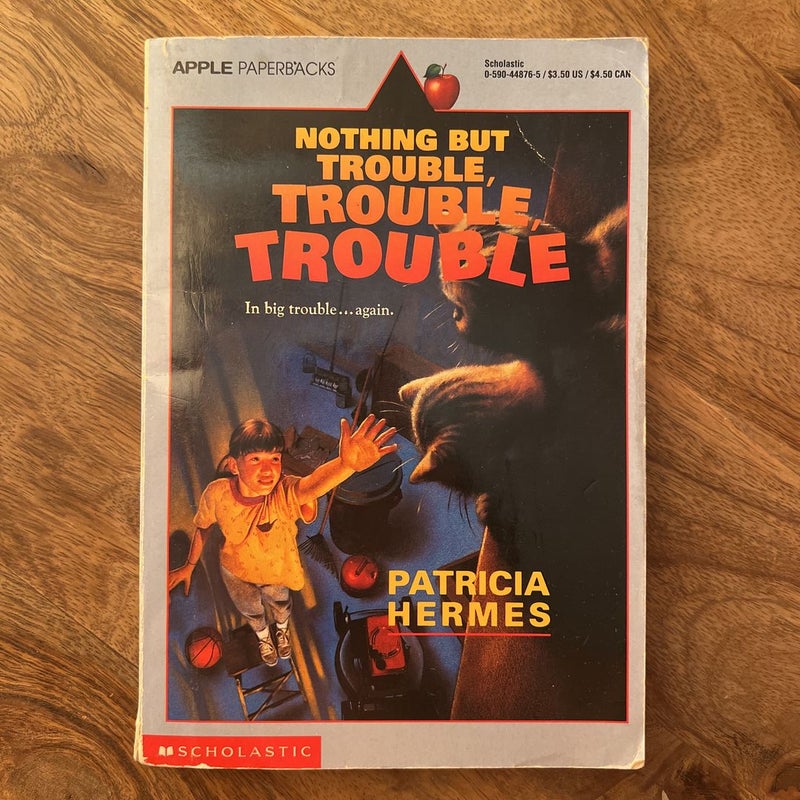 APPLE PAPERBACKS
Scholastic
0-590-44876-5 / $3.50 US / $4.50 CAN
NOTHING BUT
TROUBLE,
TROUBLE,
TROUBLE
In big trouble...again.
PATRICIA
HERMES
SCHOLASTIC